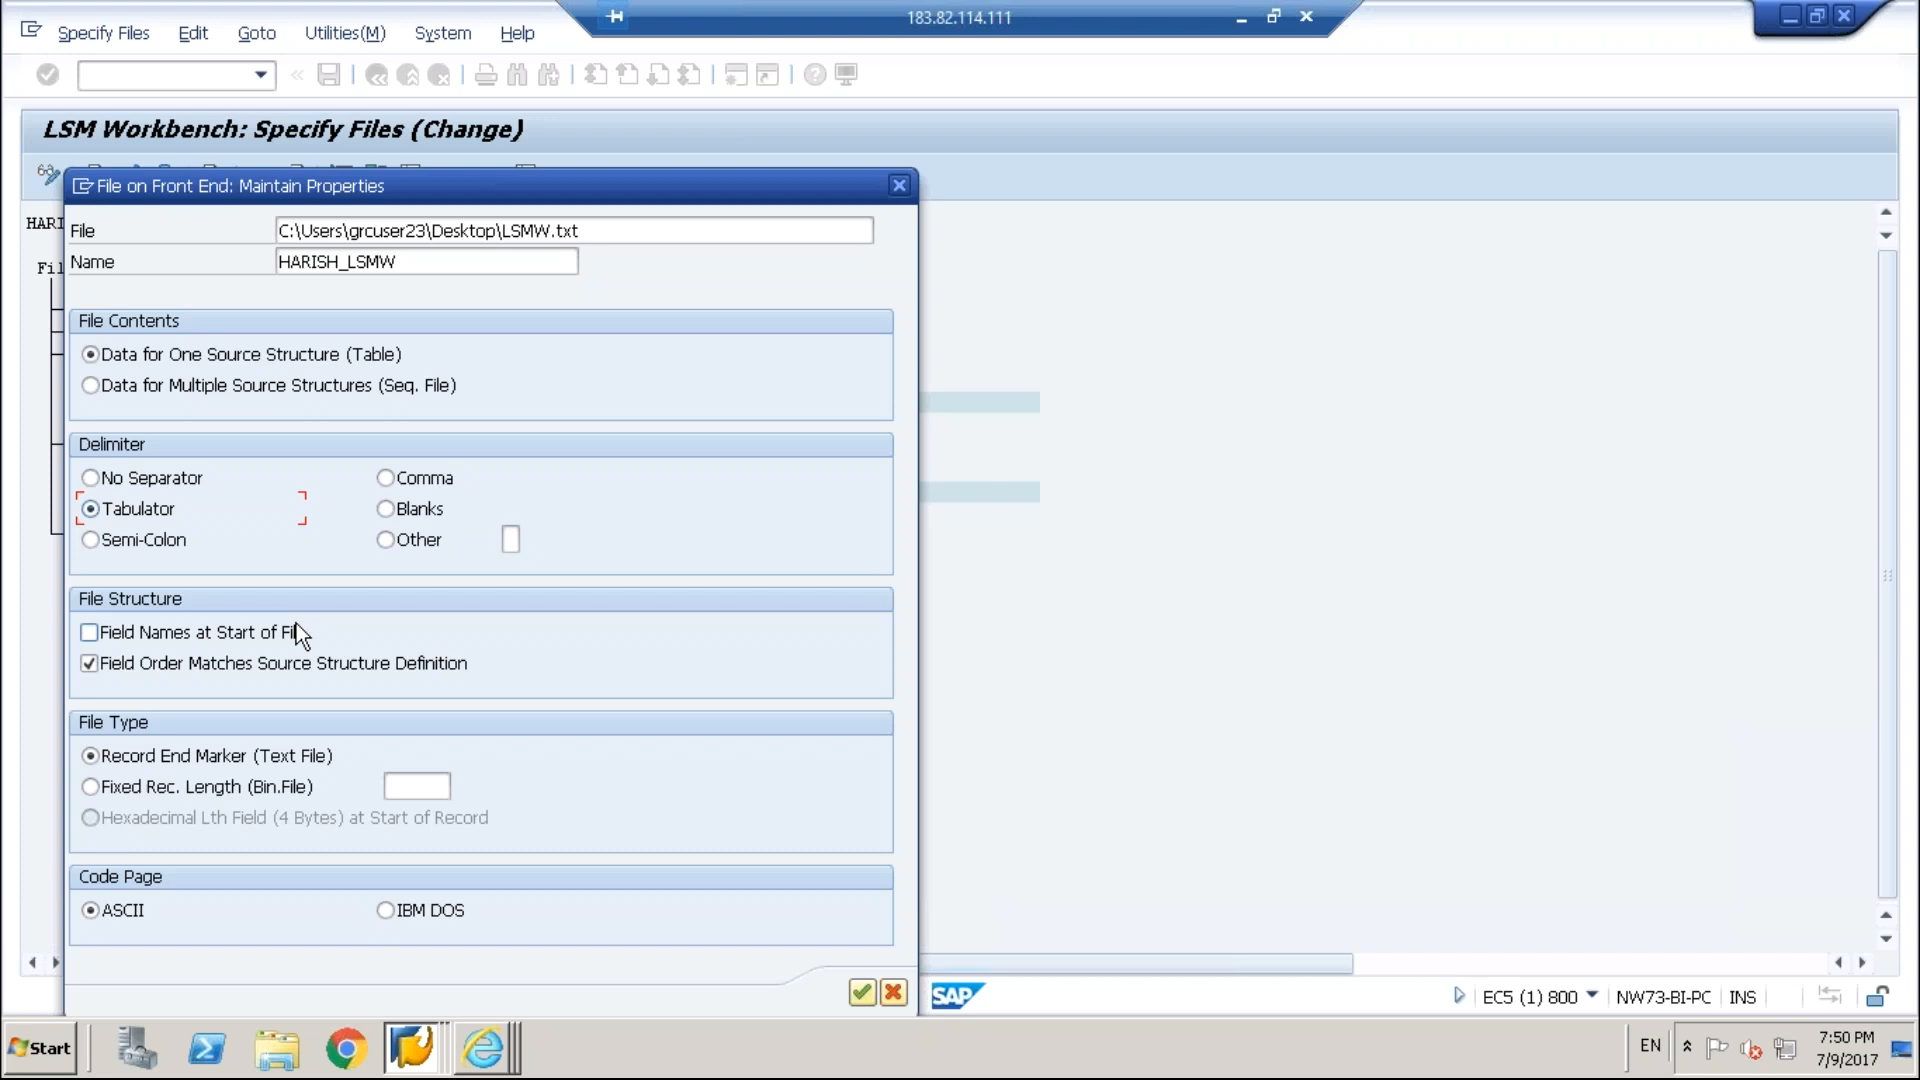 183.82.114.111
Specify Files Edit Goto Utilities(M) System Help
LSM Workbench: Specify Files (Change)
File on Front End: Maintain Properties
HARI
File C:\Users\grcuser23\Desktop\LSMW.txt
Name HARISH_LSMW
Fil
File Contents
Data for One Source Structure (Table)
Data for Multiple Source Structures (Seq. File)
Delimiter
No Separator Comma
Tabulator Blanks
Semi-Colon Other
File Structure
Field Names at Start of Fil
Field Order Matches Source Structure Definition
File Type
Record End Marker (Text File)
Fixed Rec. Length (Bin.File)
Hexadecimal Lth Field (4 Bytes) at Start of Record
Code Page
ASCII IBM DOS
SAP EC5 (1) 800 NW73-BI-PC INS
Start EN 7:50 PM
7/9/2017